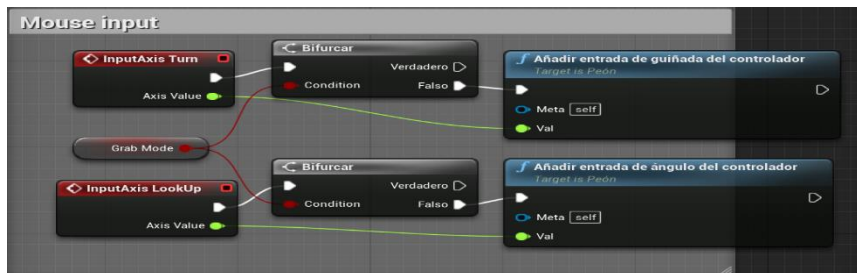 Mouse input
InputAxis Turn
Axis Value
Bifurcar
Verdadero
Condition
Falso
Añadir entrada de guiñada del controlador
Target is Peón
Meta self
Val
Grab Mode
InputAxis LookUp
Axis Value
Bifurcar
Verdadero
Condition
Falso
Añadir entrada de ángulo del controlador
Target is Peón
Meta self
Val